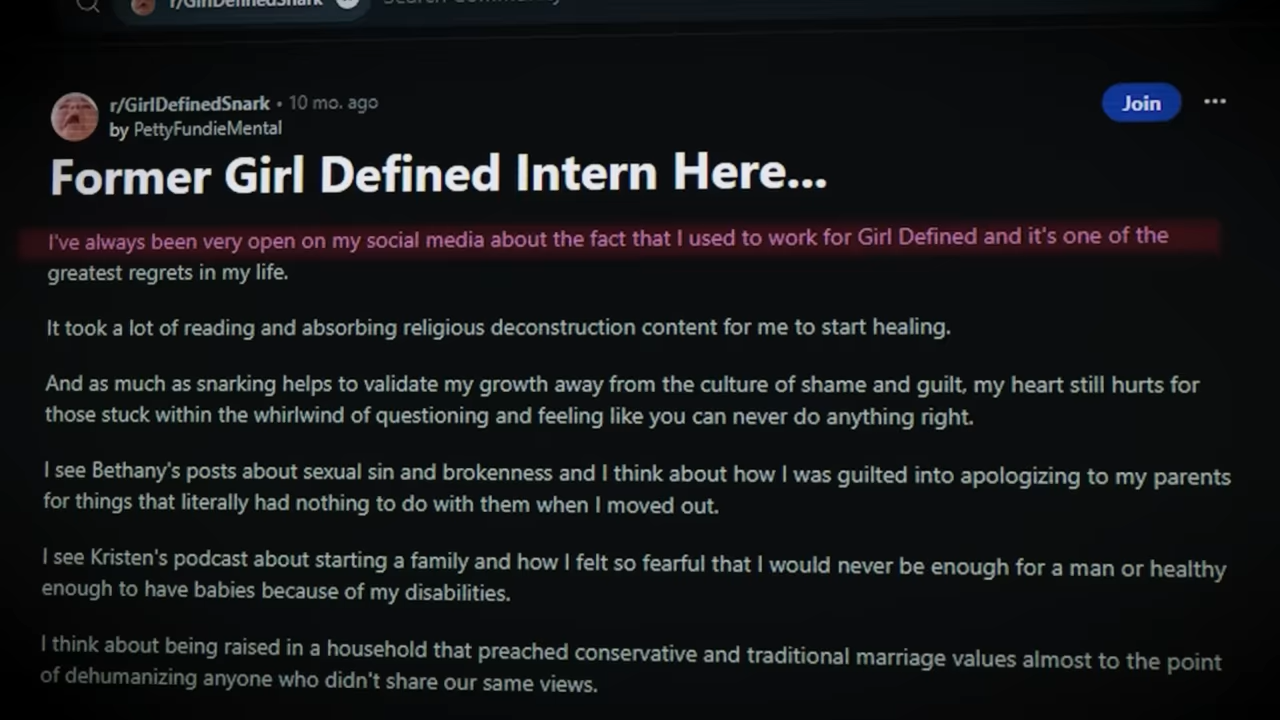 r/GirlDefinedSnark
r/GirlDefinedSnark • 10 mo. ago
Join
by PettyFundieMental
Former Girl Defined Intern Here...
I've always been very open on my social media about the fact that I used to work for Girl Defined and it's one of the
greatest regrets in my life.
It took a lot of reading and absorbing religious deconstruction content for me to start healing.
And as much as snarking helps to validate my growth away from the culture of shame and guilt, my heart still hurts for
those stuck within the whirlwind of questioning and feeling like you can never do anything right.
I see Bethany's posts about sexual sin and brokenness and I think about how I was guilted into apologizing to my parents
for things that literally had nothing to do with them when I moved out.
I see Kristen's podcast about starting a family and how I felt so fearful that I would never be enough for a man or healthy
enough to have babies because of my disabilities.
I think about being raised in a household that preached conservative and traditional marriage values almost to the point
of dehumanizing anyone who didn't share our same views.